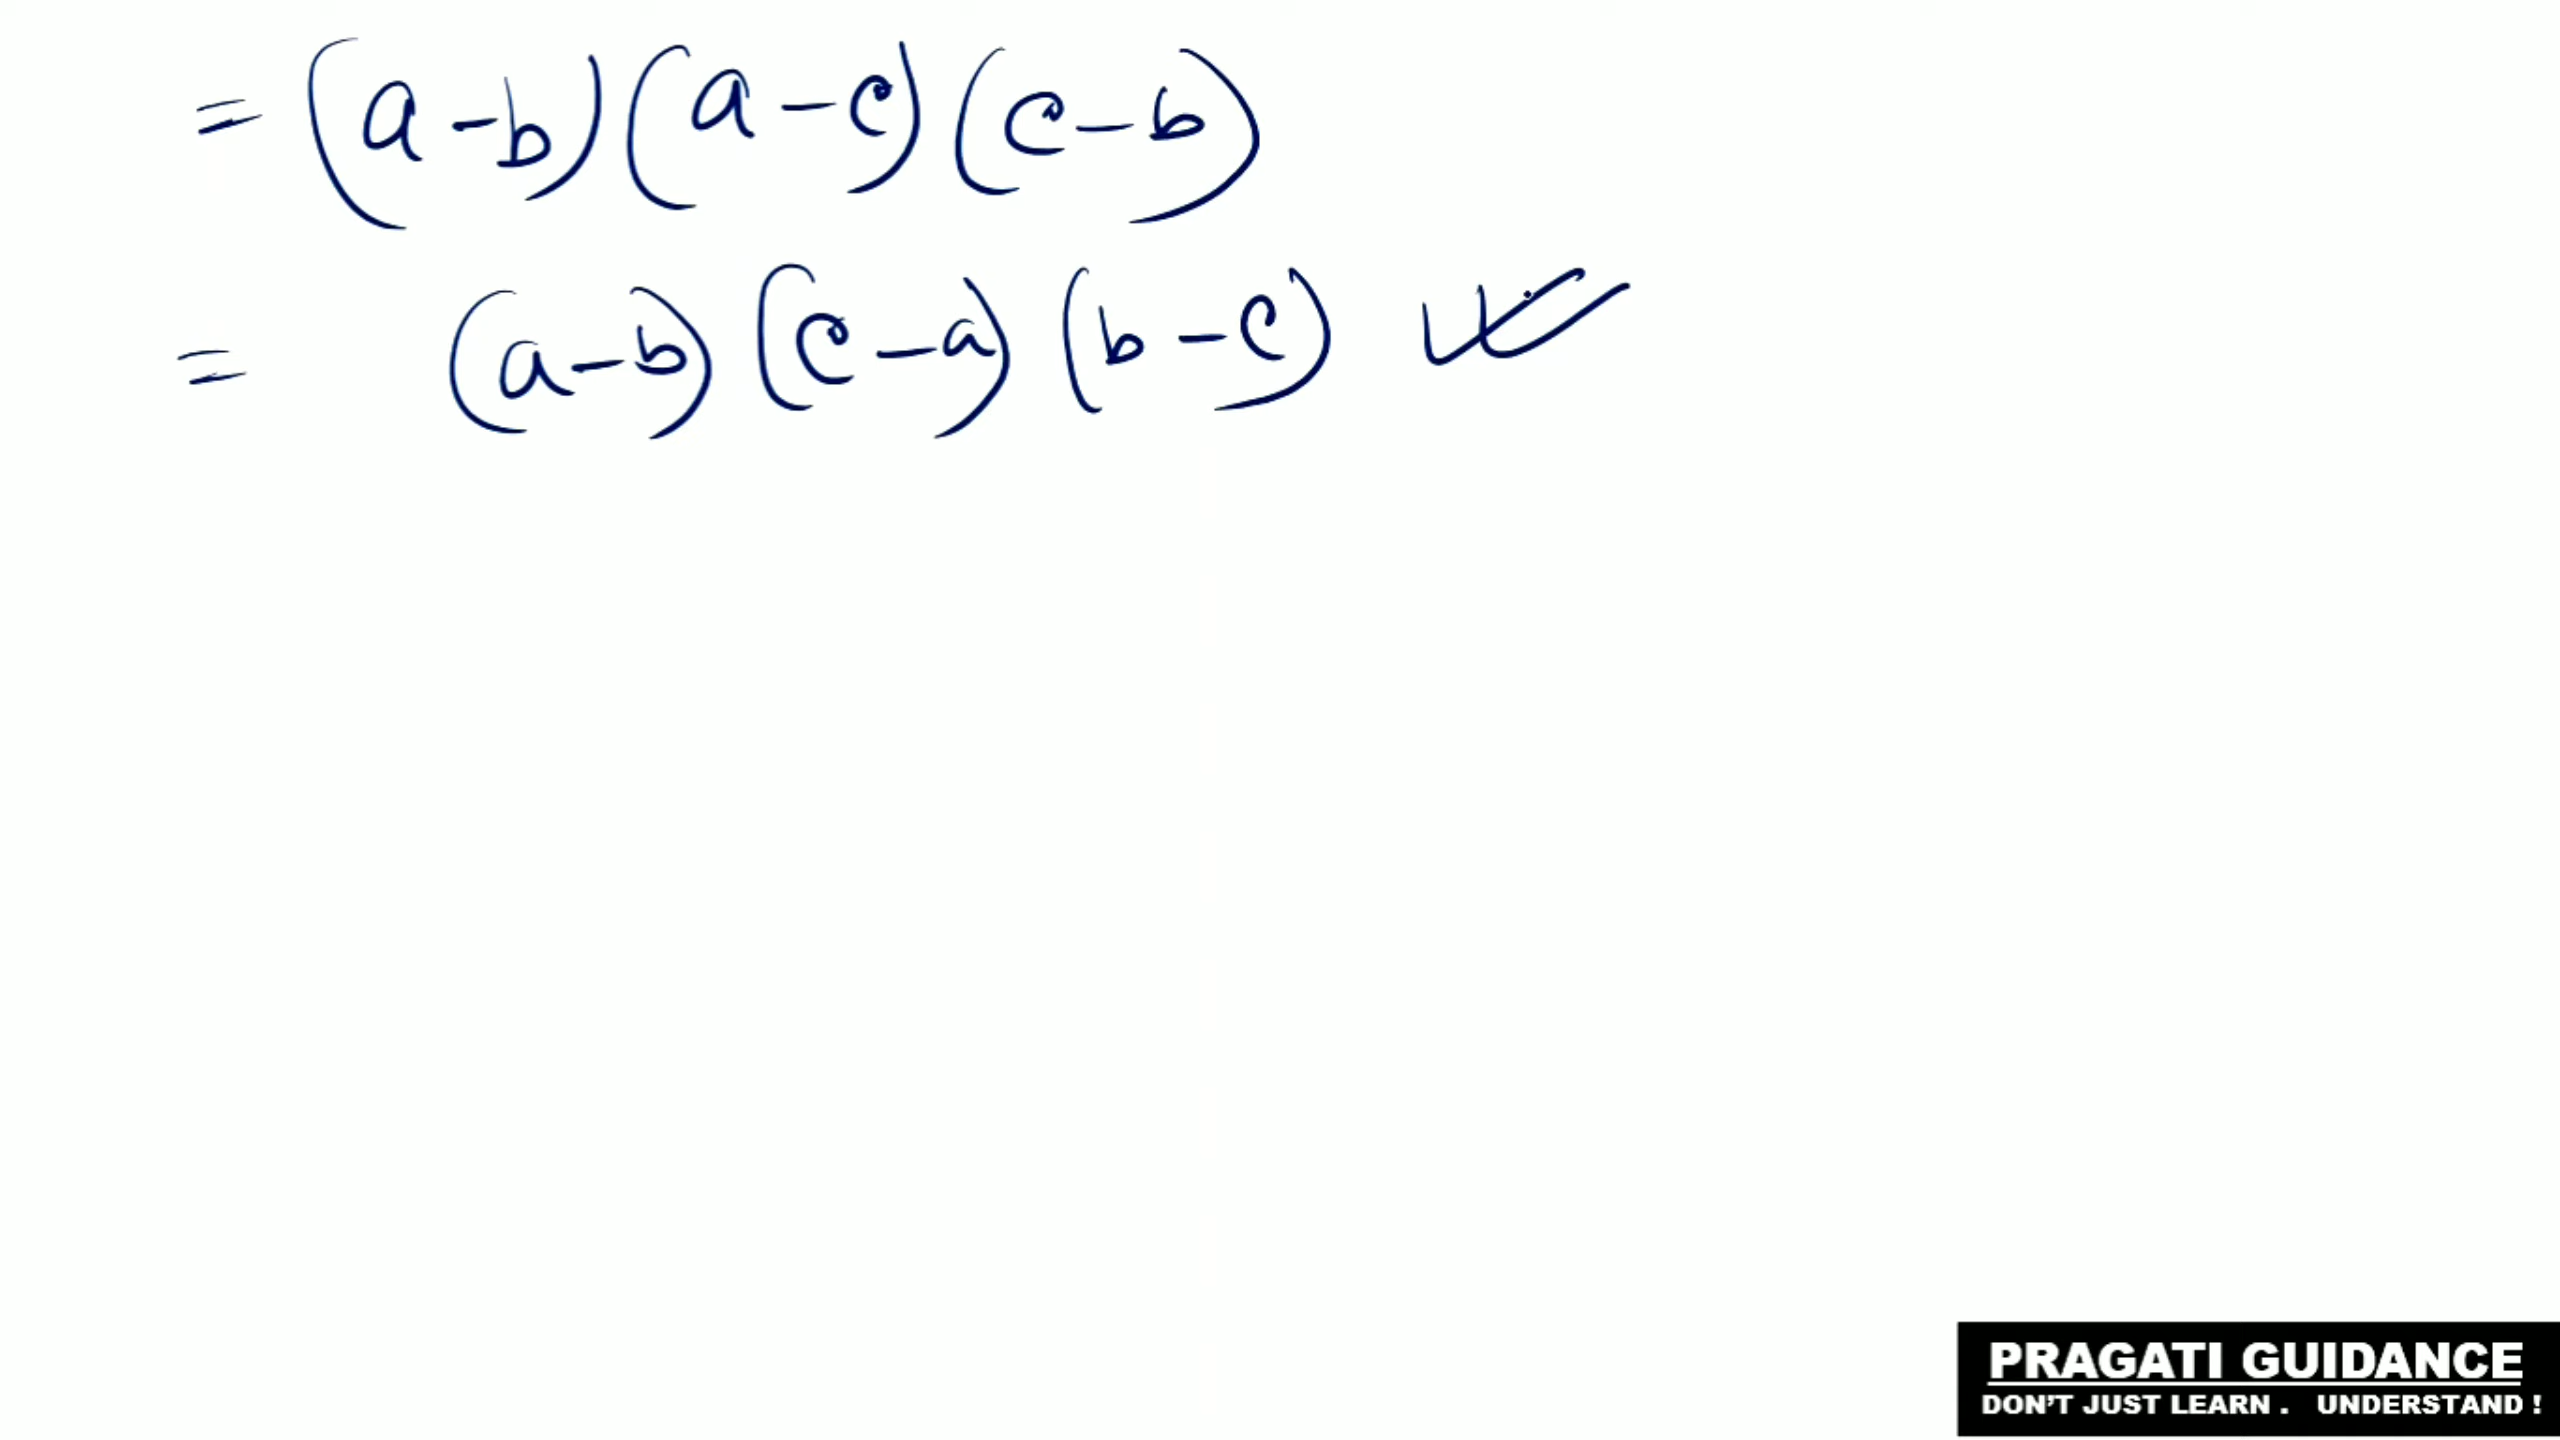 = (a-b)(a-c)(c-b)
= (a-b)(c-a)(b-c)
PRAGATI GUIDANCE
DON'T JUST LEARN. UNDERSTAND!